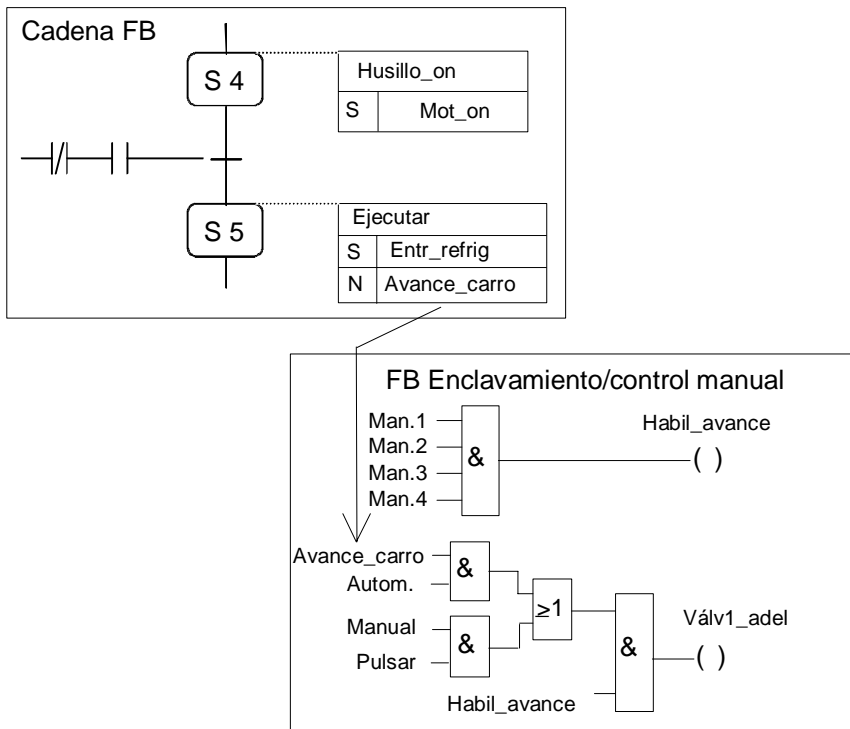 Cadena FB
S 4
Husillo_on
S Mot_on
S 5
Ejecutar
S Entr_refrig
N Avance_carro
FB Enclavamiento/control manual
Man.1
Man.2
Man.3
Man.4
&
Habil_avance
( )
Avance_carro
Autom.
&
Manual
Pulsar
&
≥1
Habil_avance
&
Válv1_adel
( )